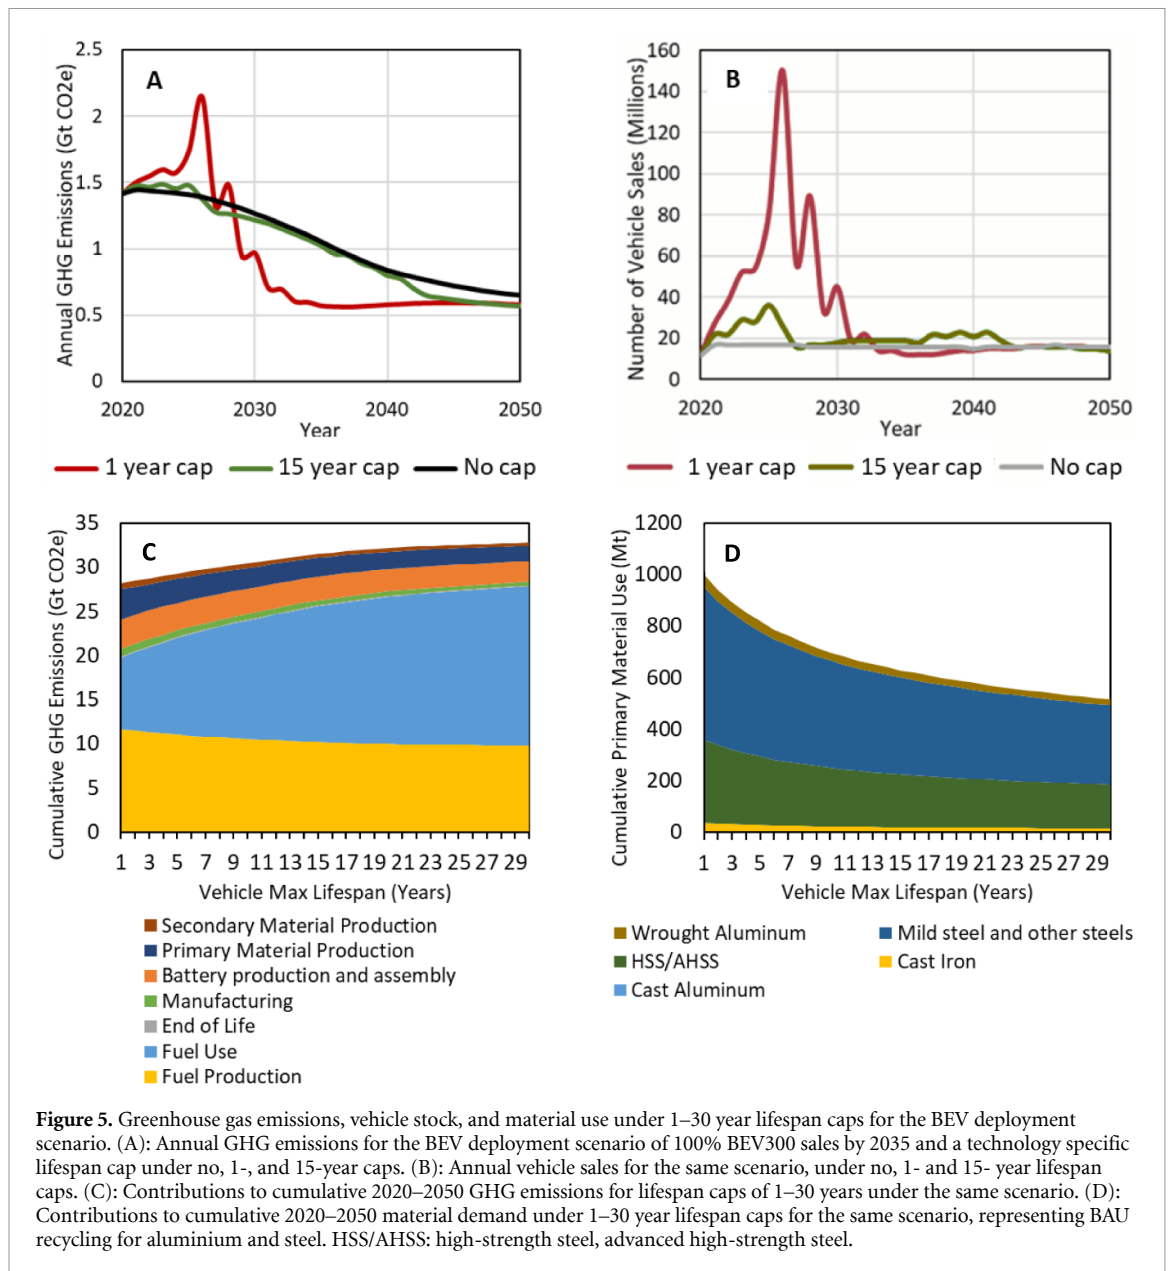 A
Annual GHG Emissions (Gt CO2e)
2.5
2
1.5
1
0.5
0
2020 2030 2040 2050
Year
1 year cap 15 year cap No cap
B
Number of Vehicle Sales (Millions)
160
140
120
100
80
60
40
20
0
2020 2030 2040 2050
Year
1 year cap 15 year cap No cap
C
Cumulative GHG Emissions (Gt CO2e)
35
30
25
20
15
10
5
0
1 3 5 7 9 11 13 15 17 19 21 23 25 27 29
Vehicle Max Lifespan (Years)
Secondary Material Production
Primary Material Production
Battery production and assembly
Manufacturing
End of Life
Fuel Use
Fuel Production
D
Cumulative Primary Material Use (Mt)
1200
1000
800
600
400
200
0
1 3 5 7 9 11 13 15 17 19 21 23 25 27 29
Vehicle Max Lifespan (Years)
Wrought Aluminum Mild steel and other steels
HSS/AHSS Cast Iron
Cast Aluminum
Figure 5. Greenhouse gas emissions, vehicle stock, and material use under 1–30 year lifespan caps for the BEV deployment
scenario. (A): Annual GHG emissions for the BEV deployment scenario of 100% BEV300 sales by 2035 and a technology specific
lifespan cap under no, 1-, and 15-year caps. (B): Annual vehicle sales for the same scenario, under no, 1- and 15- year lifespan
caps. (C): Contributions to cumulative 2020–2050 GHG emissions for lifespan caps of 1–30 years under the same scenario. (D):
Contributions to cumulative 2020–2050 material demand under 1–30 year lifespan caps for the same scenario, representing BAU
recycling for aluminium and steel. HSS/AHSS: high-strength steel, advanced high-strength steel.